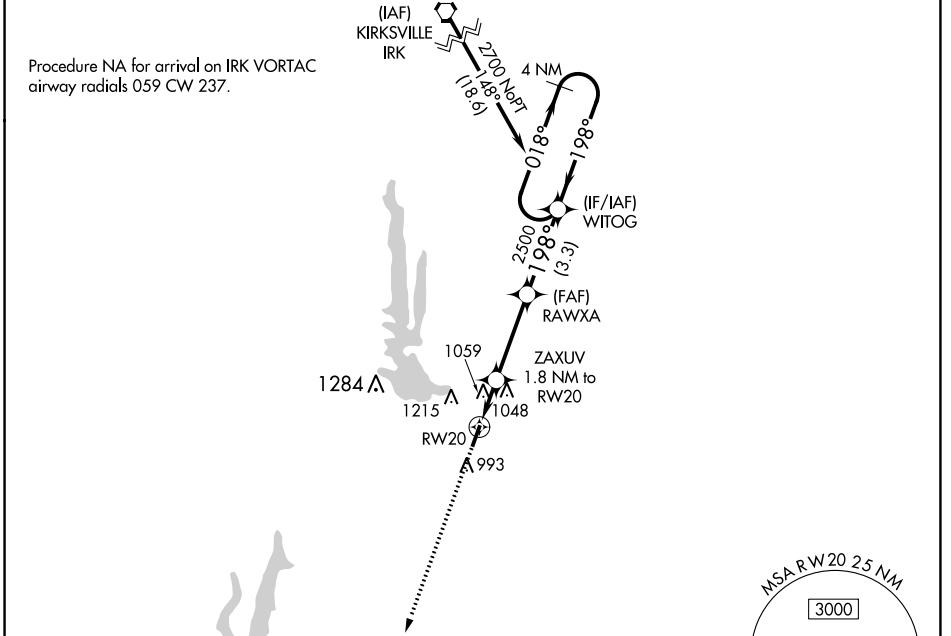 (IAF)
KIRKSVILLE
IRK
Procedure NA for arrival on IRK VORTAC
airway radials 059 CW 237.
2700 NoPT
148°
(18.6)
4 NM
018°
198°
(IF/IAF)
WITOG
2500
198°
(3.3)
(FAF)
RAWXA
1059
ZAXUV
1.8 NM to
RW20
1284
1215
1048
RW20
993
MSA RW20 25 NM
3000